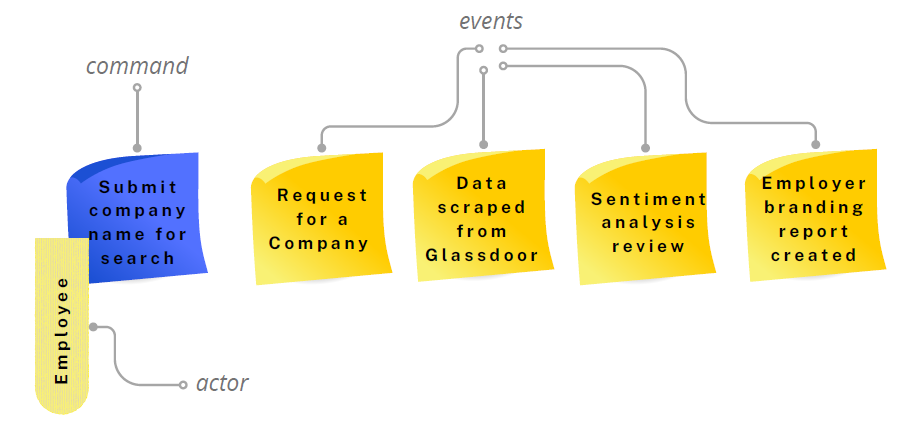 events
command
Submit
company
name for
search
Request
for a
Company
Data
scraped
from
Glassdoor
Sentiment
analysis
review
Employer
branding
report
created
Employee
actor